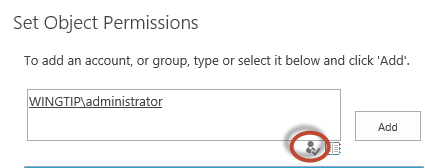 Set Object Permissions
To add an account, or group, type or select it below and click 'Add'.
WINGTIP\administrator
Add